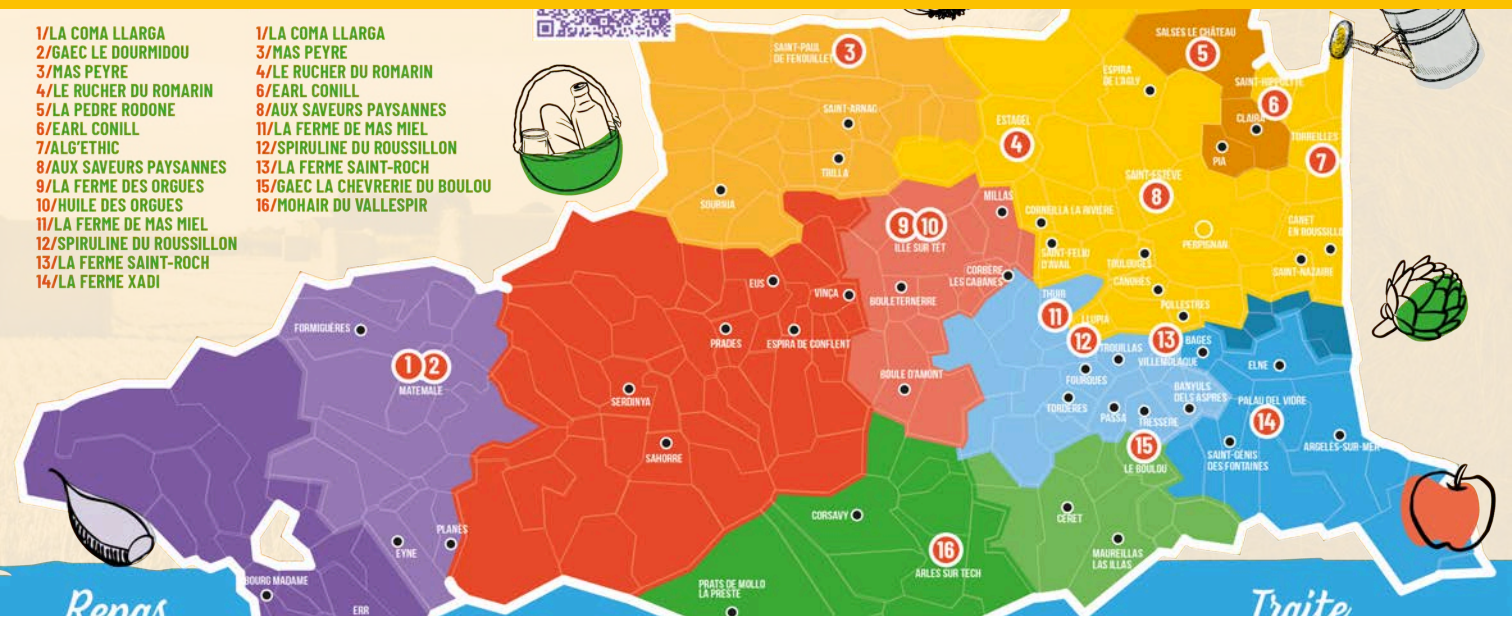 1/LA COMA LLARGA
2/GAEC LE DOURMIDOU
3/MAS PEYRE
4/LE RUCHER DU ROMARIN
5/LA PEDRE RODONE
6/EARL CONILL
7/ALG'ETHIC
8/AUX SAVEURS PAYSANNES
9/LA FERME DES ORGUES
10/HUILE DES ORGUES
11/LA FERME DE MAS MIEL
12/SPIRULINE DU ROUSSILLON
13/LA FERME SAINT-ROCH
14/LA FERME XADI
1/LA COMA LLARGA
3/MAS PEYRE
4/LE RUCHER DU ROMARIN
6/EARL CONILL
8/AUX SAVEURS PAYSANNES
11/LA FERME DE MAS MIEL
12/SPIRULINE DU ROUSSILLON
13/LA FERME SAINT-ROCH
15/GAEC LA CHEVRERIE DU BOULOU
16/MOHAIR DU VALLESPIR
SALSES LE CHÂTEAU
5
SAINT-PAUL
DE FENOUILLET
3
ESPIRA
DE L'AGLY
SAINT-HIPPOLYTE
6
SAINT-ARNAC
ESTAGEL
4
CLAIRA
TORREILLES
7
PIA
TRILLA
SAINT-ESTÈVE
8
SOURNIA
MILLAS
CORNEILLA LA RIVIÈRE
9
10
ILLE SUR TÊT
PERPIGNAN
CANET
EN ROUSSILLON
SAINT-FELIU
D'AVAIL
TOULOUGES
SAINT-NAZAIRE
CORBÈRE
LES CABANES
EUS
VINÇA
BOULETERNERRE
CANOHÈS
THUIR
11
POLLESTRES
FORMIGUÈRES
PRADES
ESPIRA DE CONFLENT
LLUPIA
12
TROUILLAS
13
VILLEMOLAQUE
BAGES
1
2
MATEMALE
ELNE
BOULE D'AMONT
FOURQUES
BANYULS
DELS ASPRES
SERDINYA
TORDÈRES
PASSA
TRESSERE
PALAU DEL VIDRE
14
SAHORRE
15
LE BOULOU
SAINT-GÉNIS
DES FONTAINES
ARGELÈS-SUR-MER
CORSAVY
CÉRET
PLANES
EYNE
16
ARLES SUR TECH
MAUREILLAS
LAS ILLAS
BOURG MADAME
PRATS DE MOLLO
LA PRESTE
ERR
Repas
Traite